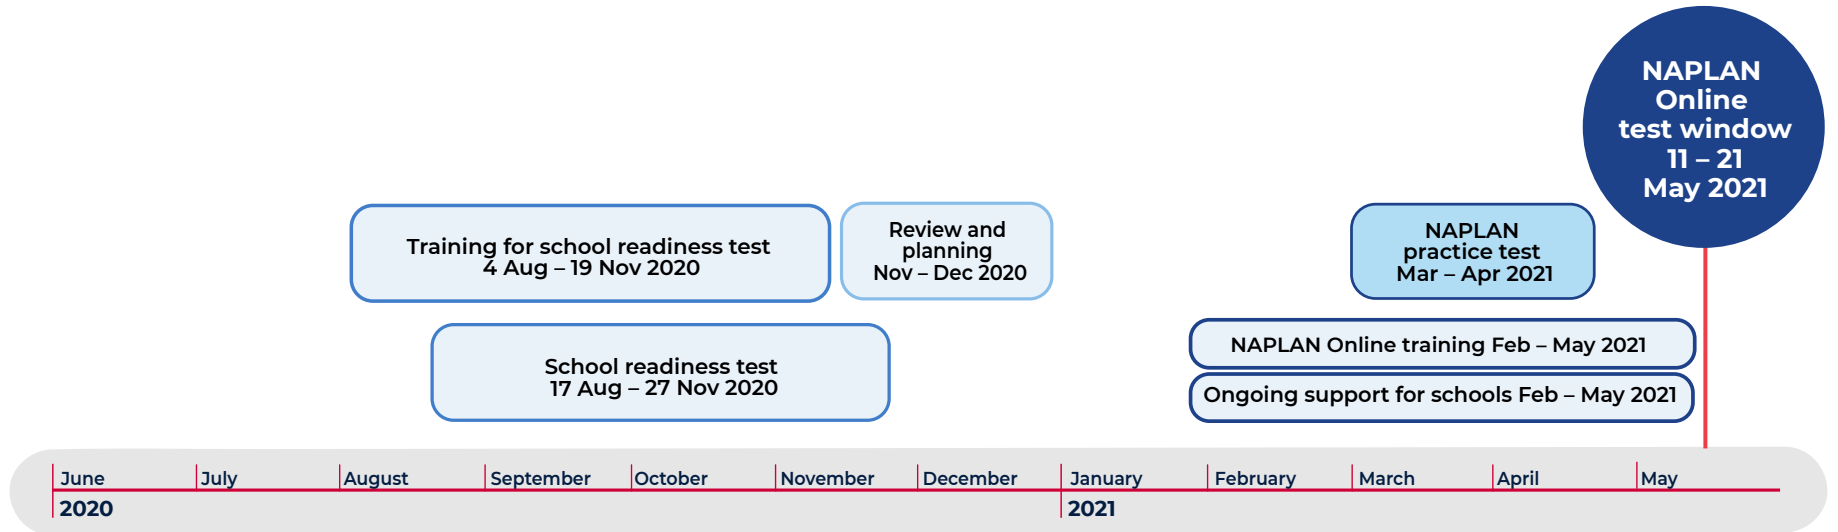 NAPLAN
Online
test window
11 – 21
May 2021
Training for school readiness test
4 Aug – 19 Nov 2020
Review and
planning
Nov – Dec 2020
NAPLAN
practice test
Mar – Apr 2021
School readiness test
17 Aug – 27 Nov 2020
NAPLAN Online training Feb – May 2021
Ongoing support for schools Feb – May 2021
June July August September October November December January February March April May
2020 2021